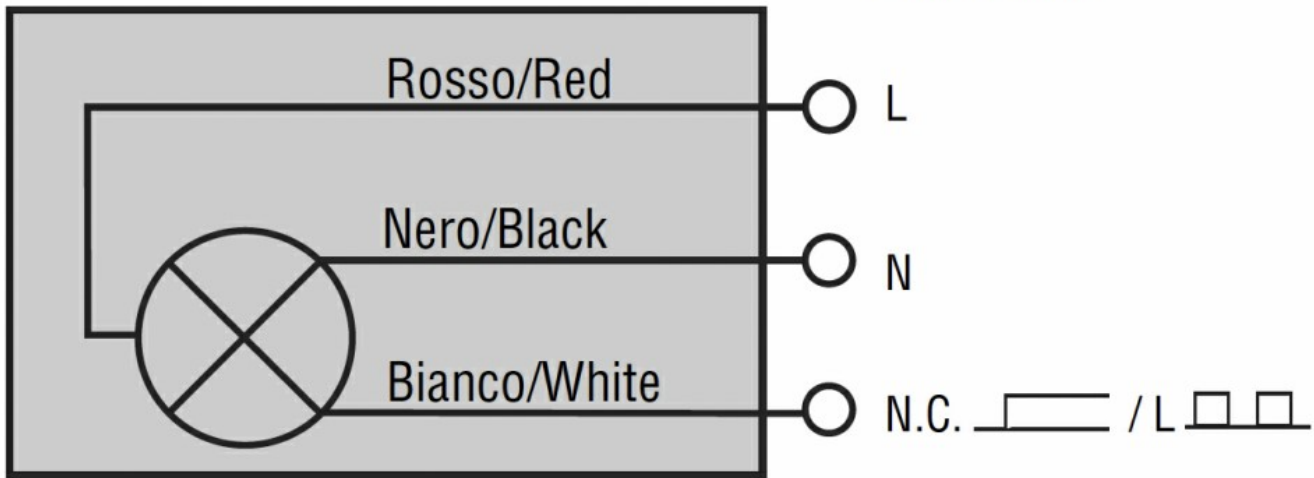 Rosso/Red
L
Nero/Black
N
Bianco/White
N.C. / L